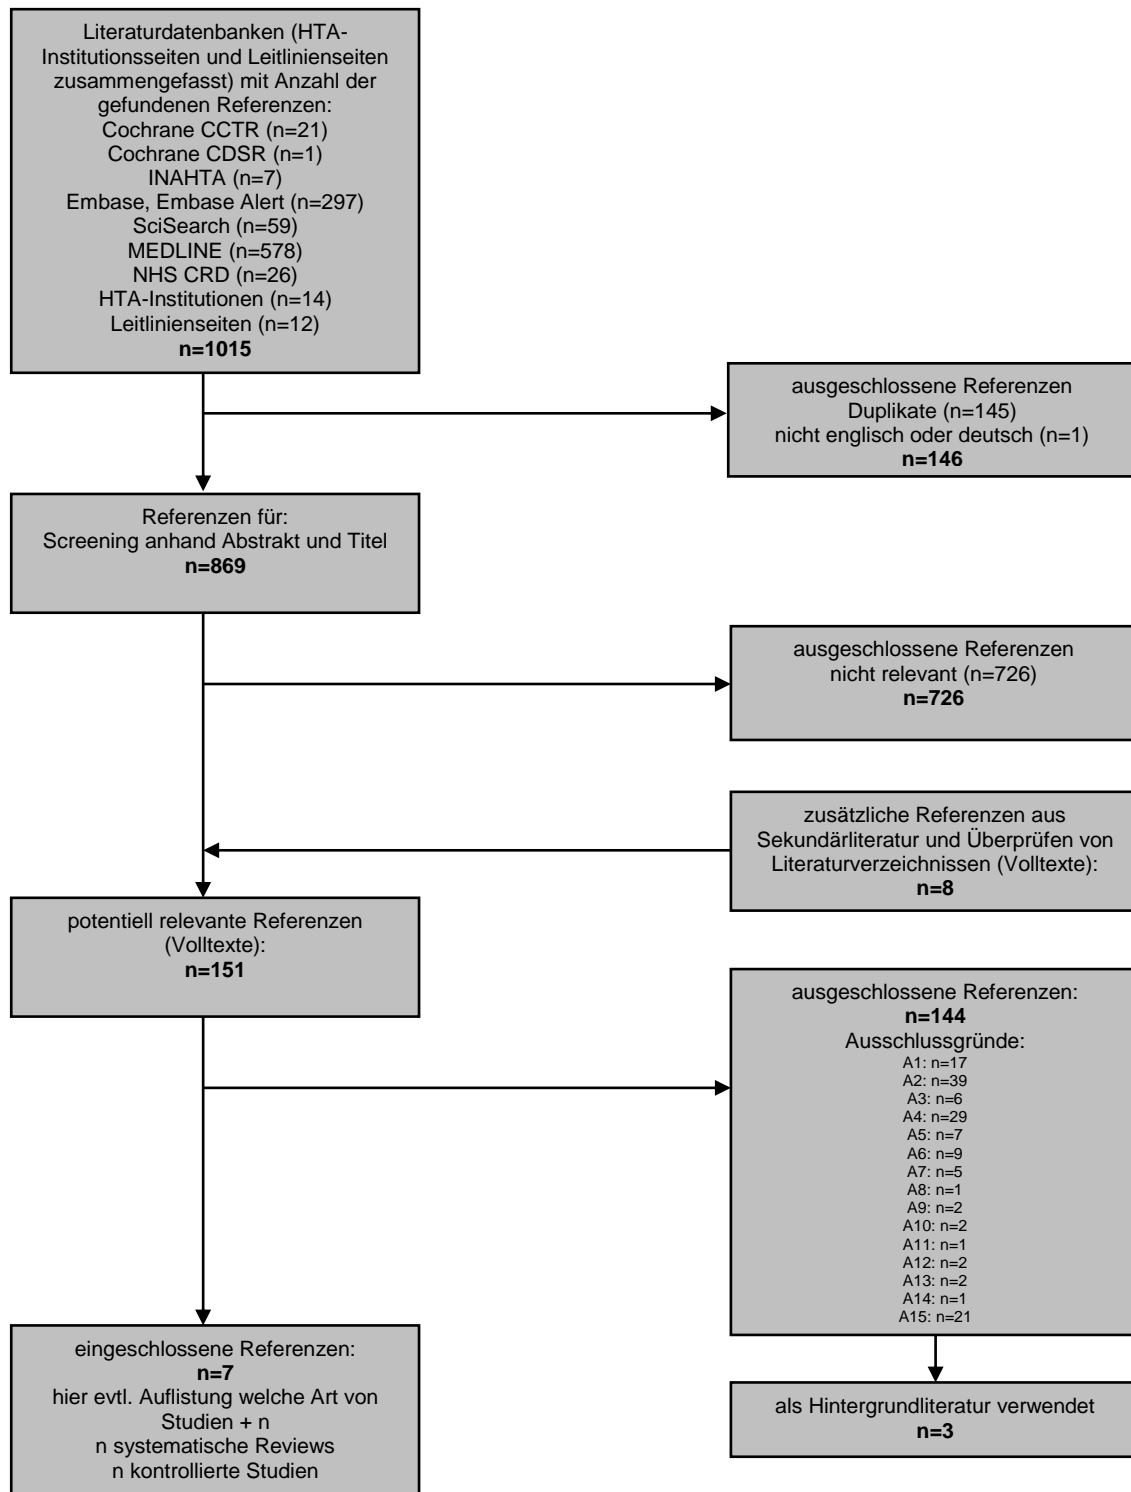 Literaturdatenbanken (HTA-
Institutionsseiten und Leitlinienseiten
zusammengefasst) mit Anzahl der
gefundenen Referenzen:
Cochrane CCTR (n=21)
Cochrane CDSR (n=1)
INAHTA (n=7)
Embase, Embase Alert (n=297)
SciSearch (n=59)
MEDLINE (n=578)
NHS CRD (n=26)
HTA-Institutionen (n=14)
Leitlinienseiten (n=12)
n=1015
ausgeschlossene Referenzen
Duplikate (n=145)
nicht englisch oder deutsch (n=1)
n=146
Referenzen für:
Screening anhand Abstrakt und Titel
n=869
ausgeschlossene Referenzen
nicht relevant (n=726)
n=726
zusätzliche Referenzen aus
Sekundärliteratur und Überprüfen von
Literaturverzeichnissen (Volltexte):
n=8
potentiell relevante Referenzen
(Volltexte):
n=151
ausgeschlossene Referenzen:
n=144
Ausschlussgründe:
A1: n=17
A2: n=39
A3: n=6
A4: n=29
A5: n=7
A6: n=9
A7: n=5
A8: n=1
A9: n=2
A10: n=2
A11: n=1
A12: n=2
A13: n=2
A14: n=1
A15: n=21
eingeschlossene Referenzen:
n=7
hier evtl. Auflistung welche Art von
Studien + n
n systematische Reviews
n kontrollierte Studien
als Hintergrundliteratur verwendet
n=3